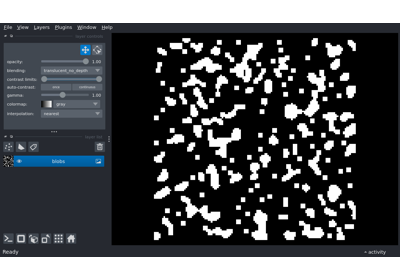 File View Layers Plugins Window Help
layer controls
opacity: 1.00
blending: translucent_no_depth
contrast limits:
auto-contrast: once continuous
gamma: 1.00
colormap: gray
interpolation: nearest
layer list
blobs
Ready activity